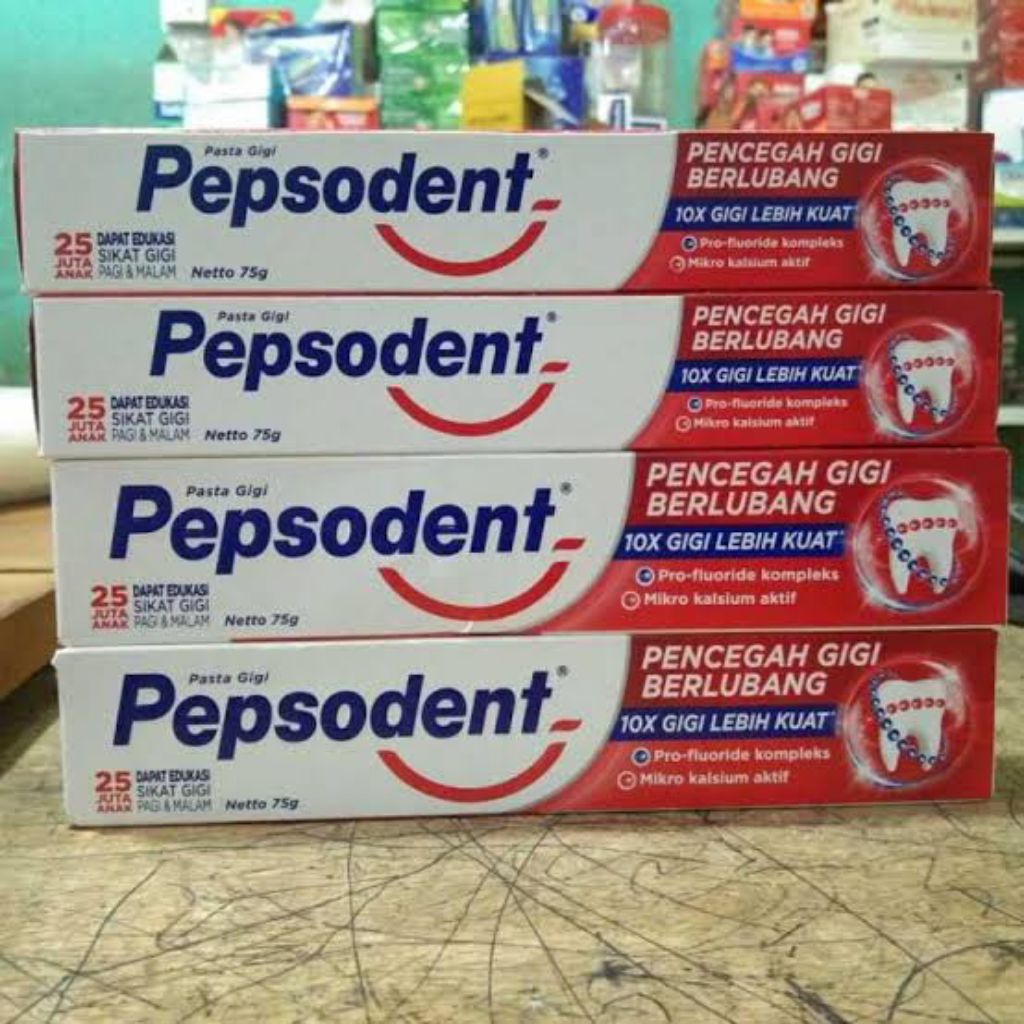 Pasta Gigi
Pepsodent®
25 JUTA ANAK
DAPAT EDUKASI
SIKAT GIGI
PAGI & MALAM
Netto 75g
PENCEGAH GIGI
BERLUBANG
10X GIGI LEBIH KUAT*
Pro-fluoride kompleks
Mikro kalsium aktif
Pasta Gigi
Pepsodent®
25 JUTA ANAK
DAPAT EDUKASI
SIKAT GIGI
PAGI & MALAM
Netto 75g
PENCEGAH GIGI
BERLUBANG
10X GIGI LEBIH KUAT*
Pro-fluoride kompleks
Mikro kalsium aktif
Pasta Gigi
Pepsodent®
25 JUTA ANAK
DAPAT EDUKASI
SIKAT GIGI
PAGI & MALAM
Netto 75g
PENCEGAH GIGI
BERLUBANG
10X GIGI LEBIH KUAT*
Pro-fluoride kompleks
Mikro kalsium aktif
Pasta Gigi
Pepsodent®
25 JUTA ANAK
DAPAT EDUKASI
SIKAT GIGI
PAGI & MALAM
Netto 75g
PENCEGAH GIGI
BERLUBANG
10X GIGI LEBIH KUAT*
Pro-fluoride kompleks
Mikro kalsium aktif